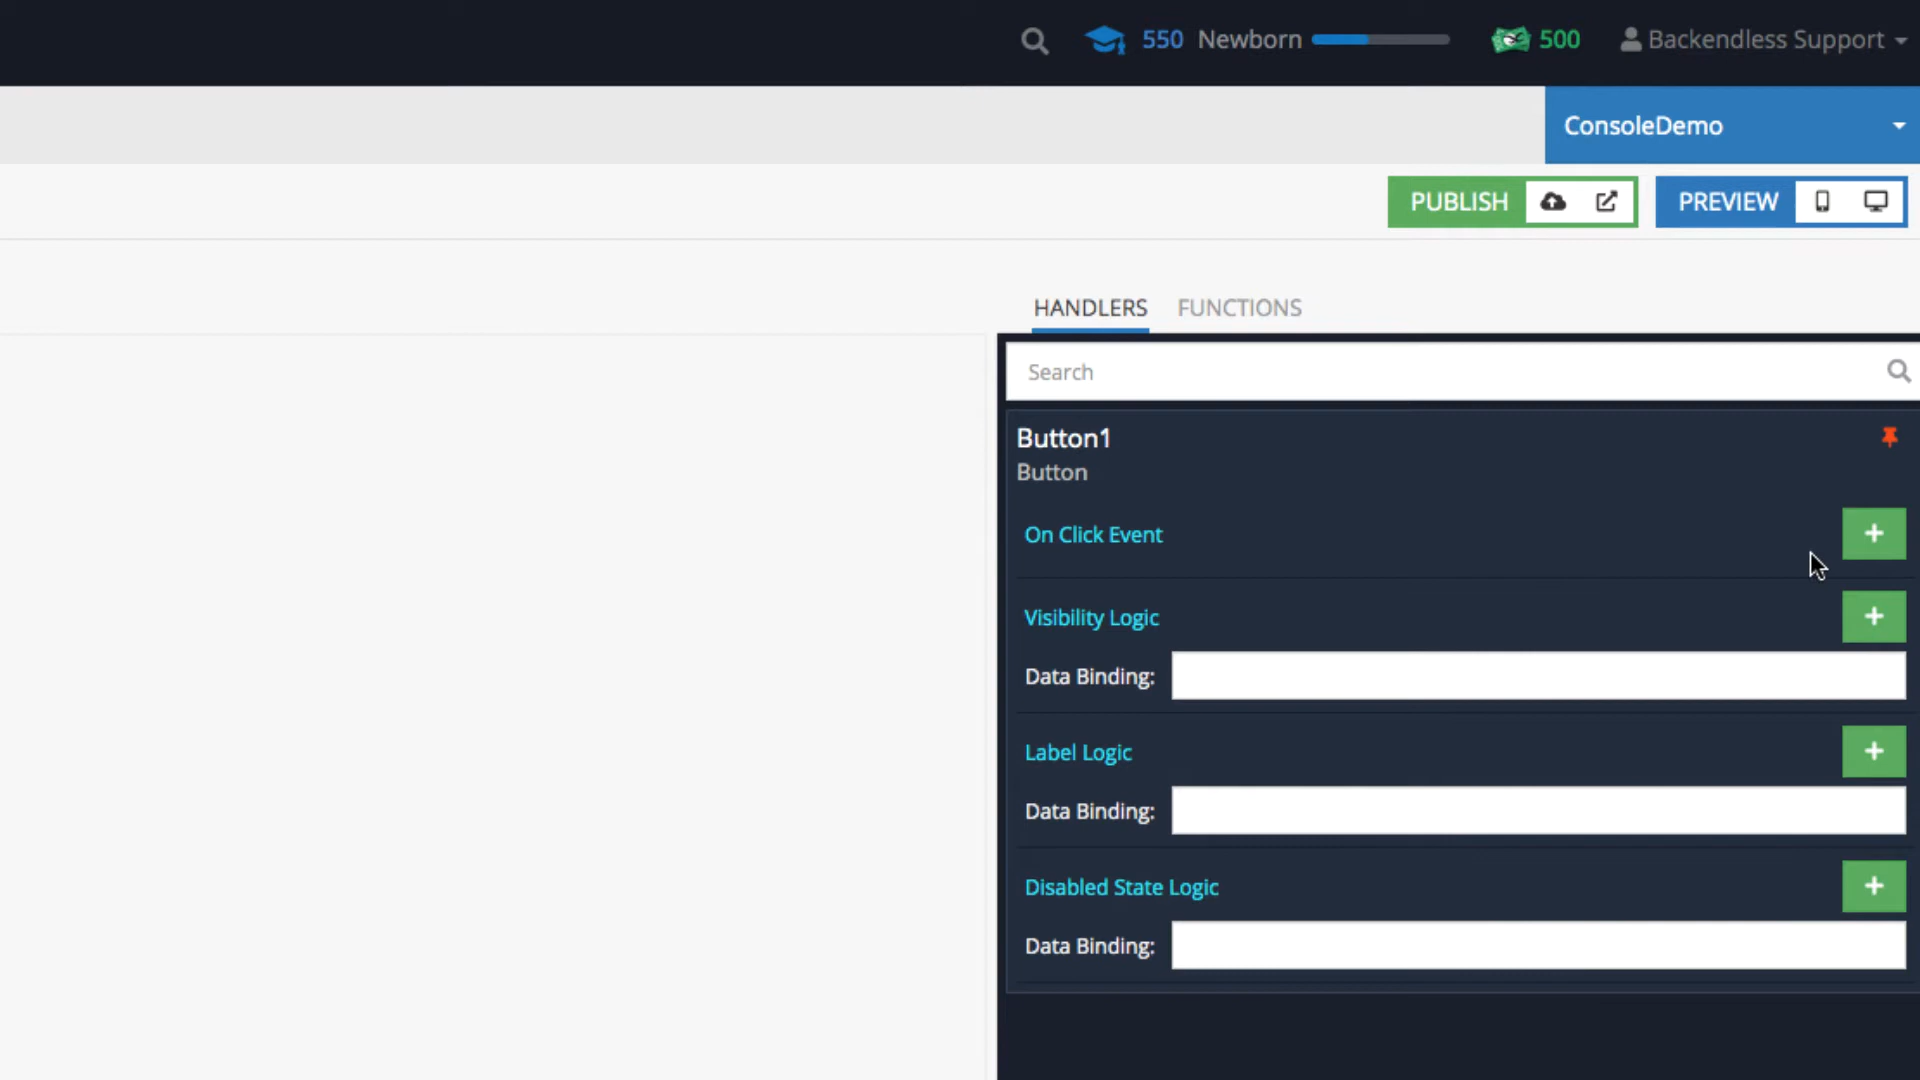 550 Newborn 500 Backendless Support
ConsoleDemo
PUBLISH PREVIEW
HANDLERS FUNCTIONS
Search
Button1
Button
On Click Event
Visibility Logic
Data Binding:
Label Logic
Data Binding:
Disabled State Logic
Data Binding: